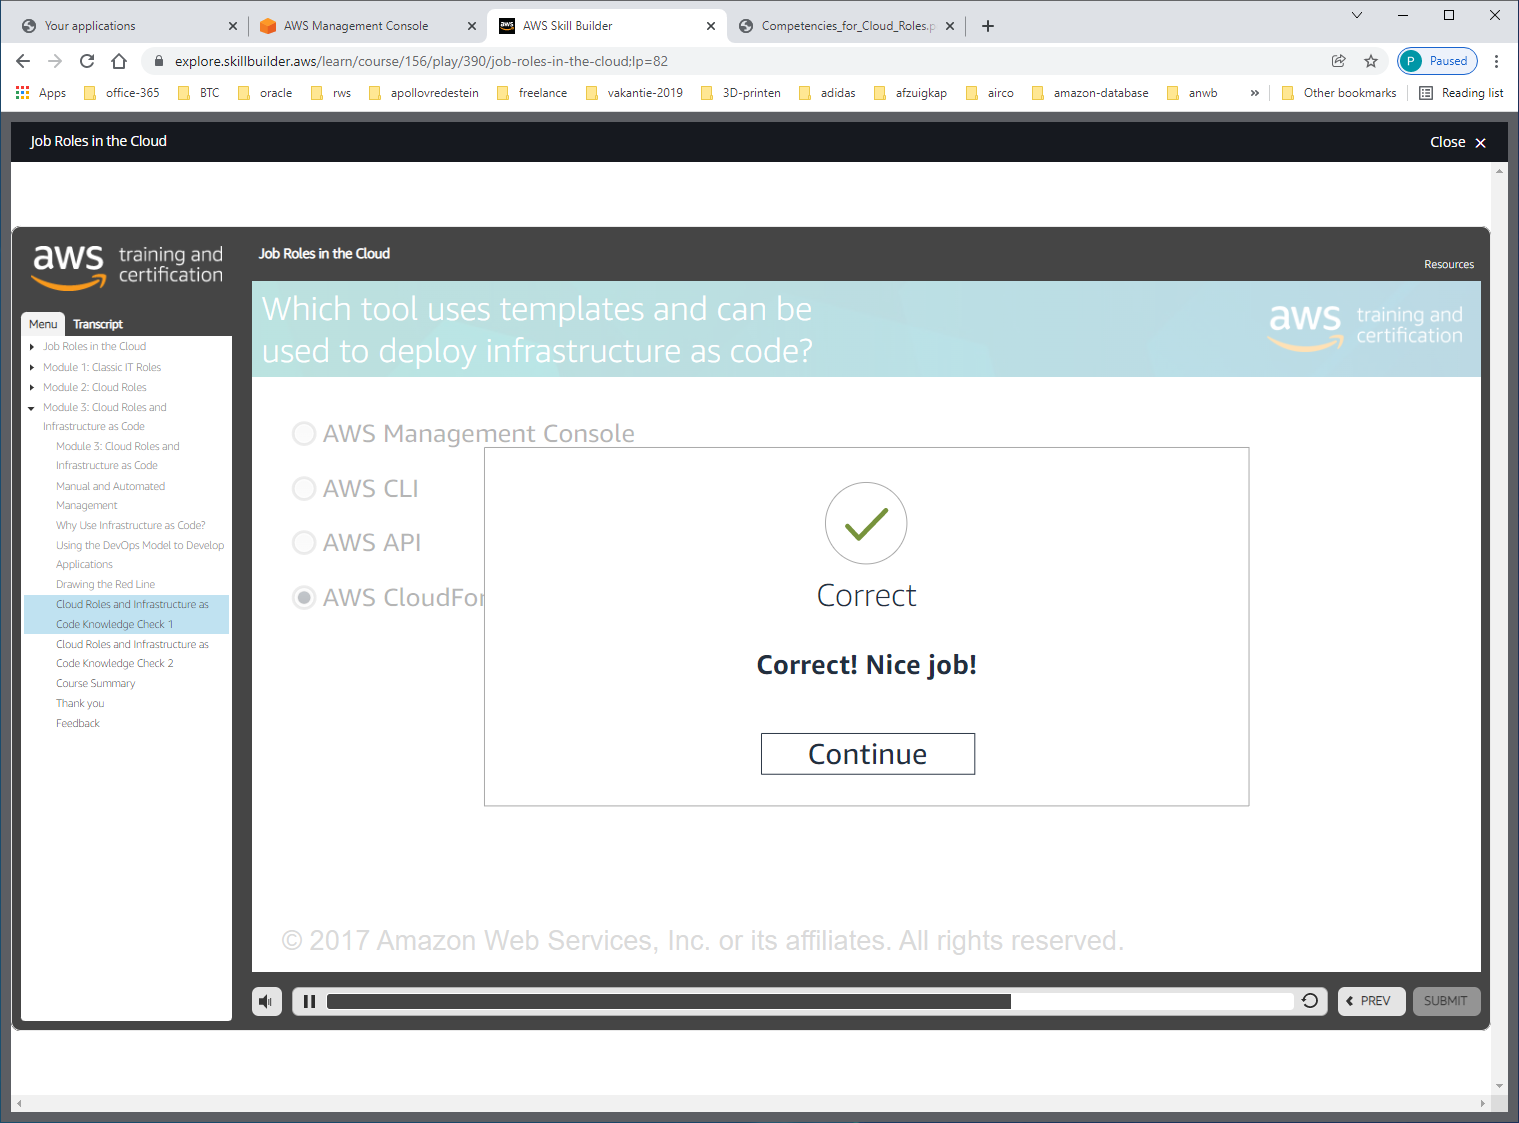 Your applications
AWS Management Console
AWS Skill Builder
Competencies_for_Cloud_Roles.p
explore.skillbuilder.aws/learn/course/156/play/390/job-roles-in-the-cloud;lp=82
P Paused
Apps office-365 BTC oracle rws apollovredestein freelance vakantie-2019 3D-printen adidas afzuigkap airco amazon-database anwb » Other bookmarks Reading list
Job Roles in the Cloud
Close
aws training and certification
Job Roles in the Cloud
Resources
Menu Transcript
Job Roles in the Cloud
Module 1: Classic IT Roles
Module 2: Cloud Roles
Module 3: Cloud Roles and
Infrastructure as Code
Module 3: Cloud Roles and
Infrastructure as Code
Manual and Automated
Management
Why Use Infrastructure as Code?
Using the DevOps Model to Develop
Applications
Drawing the Red Line
Cloud Roles and Infrastructure as
Code Knowledge Check 1
Cloud Roles and Infrastructure as
Code Knowledge Check 2
Course Summary
Thank you
Feedback
Which tool uses templates and can be
used to deploy infrastructure as code?
aws training and certification
AWS Management Console
AWS CLI
AWS API
AWS CloudFor
Correct
Correct! Nice job!
Continue
© 2017 Amazon Web Services, Inc. or its affiliates. All rights reserved.
PREV
SUBMIT